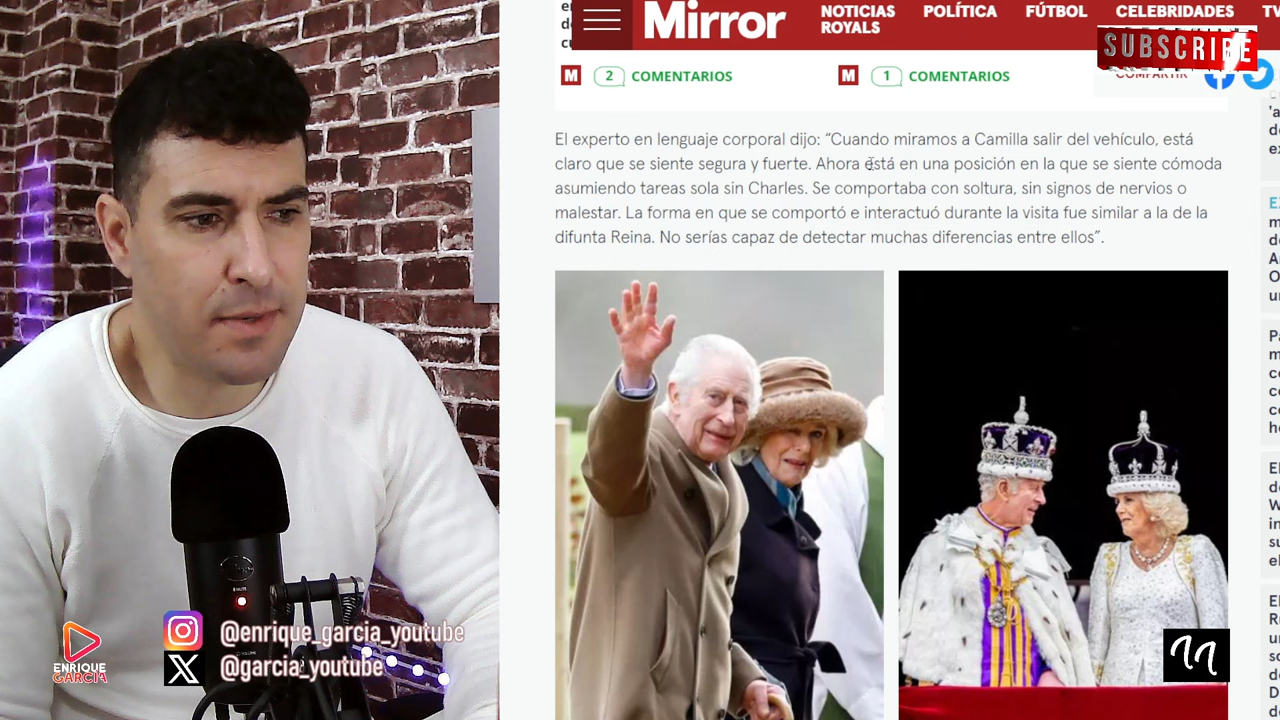 Mirror
NOTICIAS
ROYALS
POLÍTICA
FÚTBOL
CELEBRIDADES
TV
SUBSCRIBE
M 2 COMENTARIOS
M 1 COMENTARIOS
COMPARTIR
El experto en lenguaje corporal dijo: “Cuando miramos a Camilla salir del vehículo, está
claro que se siente segura y fuerte. Ahora está en una posición en la que se siente cómoda
asumiendo tareas sola sin Charles. Se comportaba con soltura, sin signos de nervios o
malestar. La forma en que se comportó e interactuó durante la visita fue similar a la de la
difunta Reina. No serías capaz de detectar muchas diferencias entre ellos”.
@enrique_garcia_youtube
@garcia_youtube
ENRIQUE
GARCIA